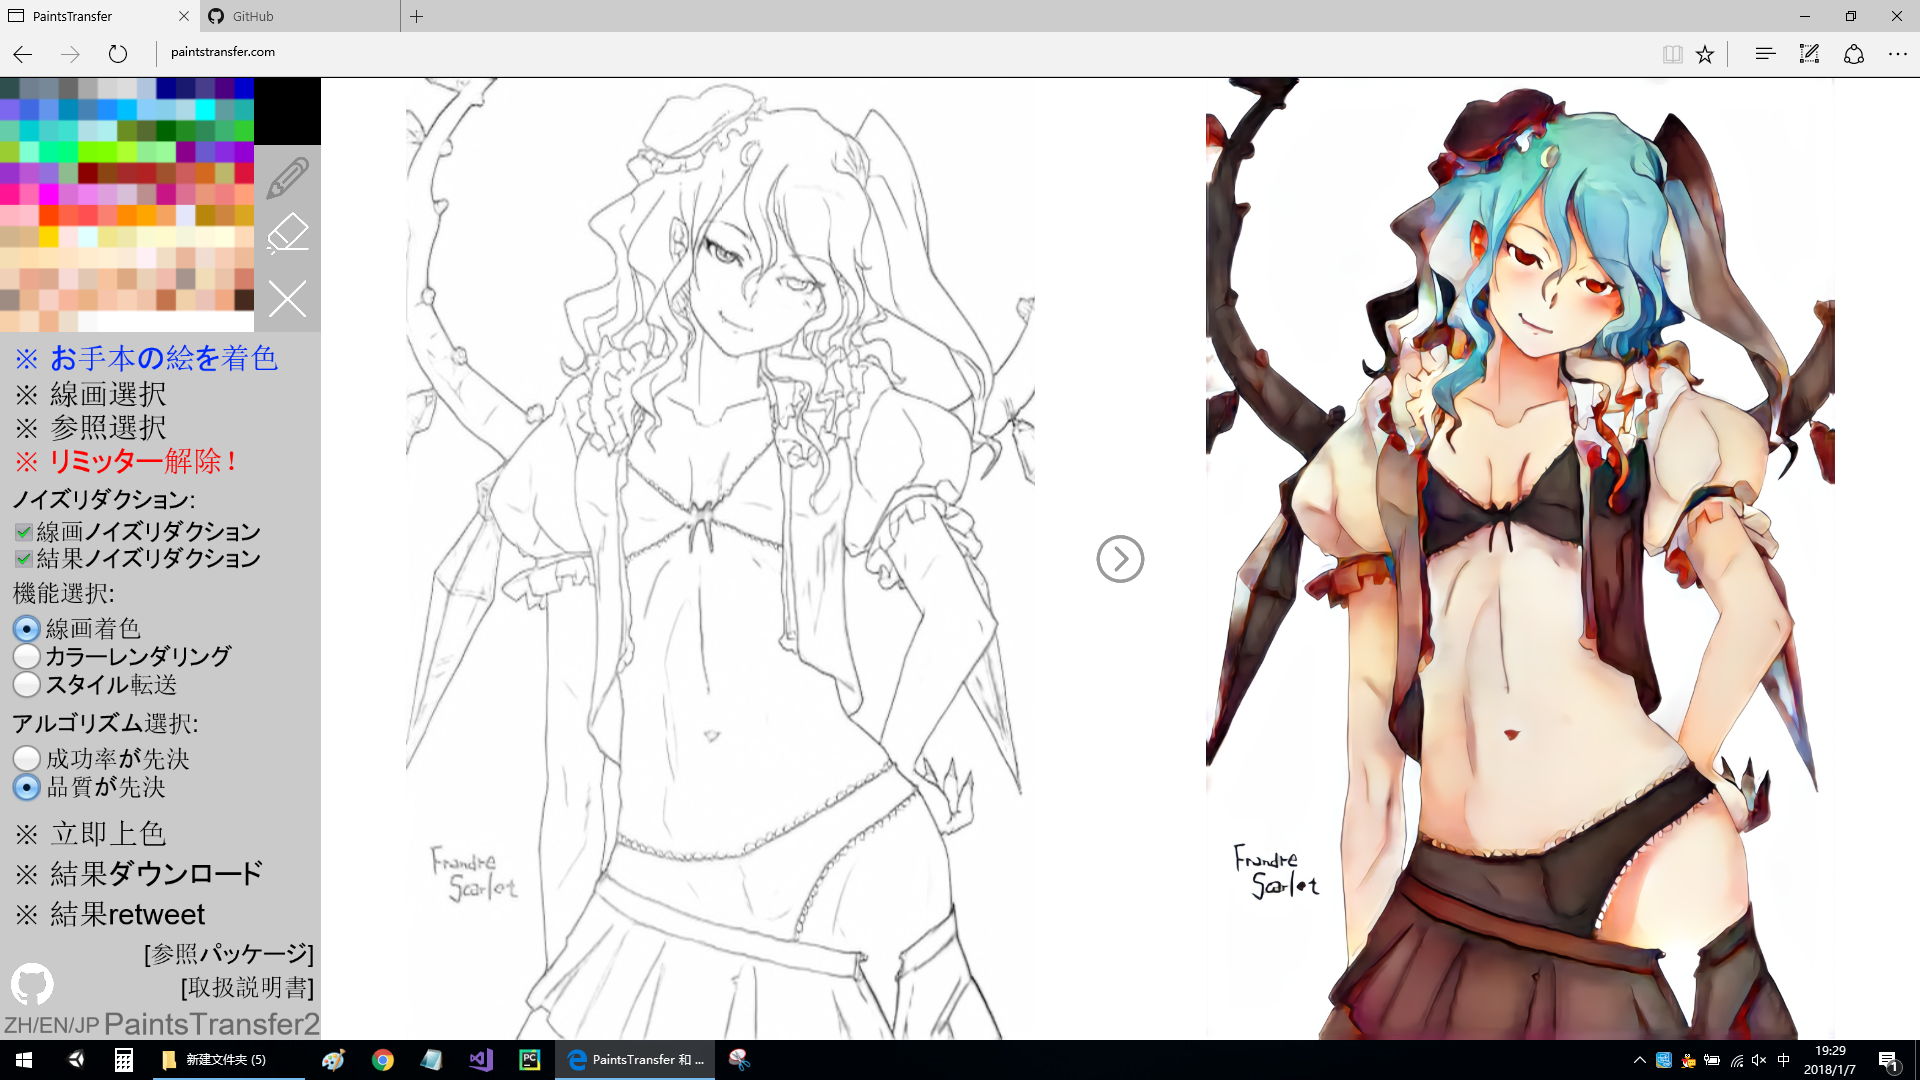 PaintsTransfer
GitHub
paintstransfer.com
※ お手本の絵を着色
※ 線画選択
※ 参照選択
※ リミッター解除!
ノイズリダクション:
線画ノイズリダクション
結果ノイズリダクション
機能選択:
線画着色
カラーレンダリング
スタイル転送
アルゴリズム選択:
成功率が先決
品質が先決
※ 立即上色
※ 結果ダウンロード
※ 結果retweet
[参照パッケージ]
[取扱説明書]
ZH/EN/JP PaintsTransfer2
Frandre
Scarlet
Frandre
Scarlet
新建文件夹 (5)
PC
PaintsTransfer 和 ...
中
19:29
2018/1/7
1